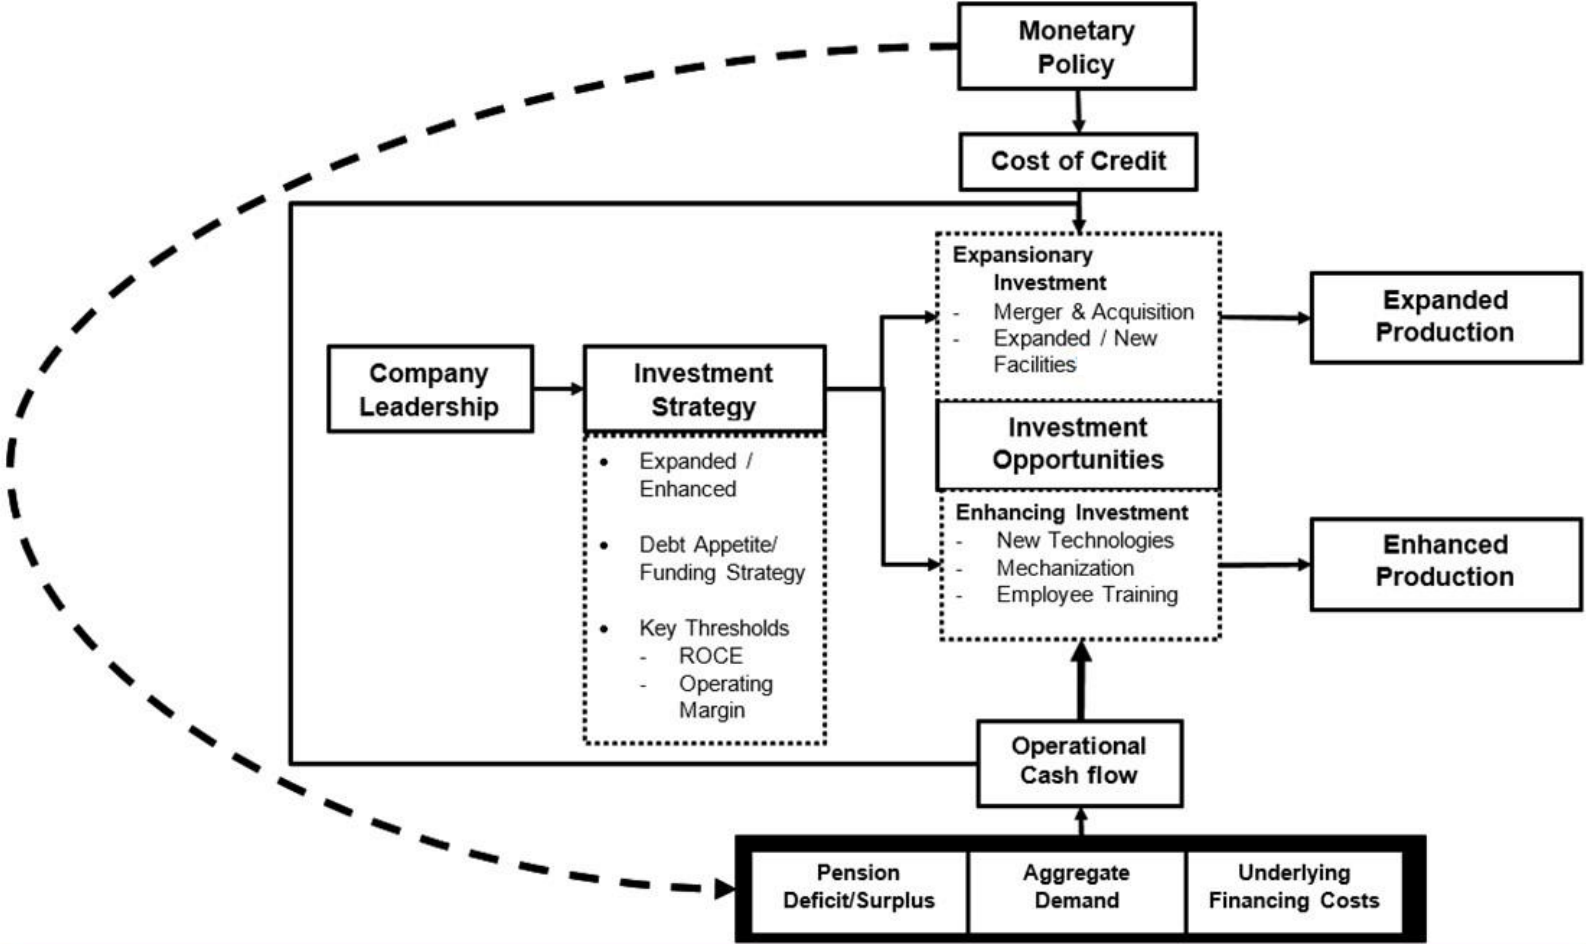 Monetary
Policy
Cost of Credit
Expansionary
Investment
- Merger & Acquisition
- Expanded / New
Facilities
Expanded
Production
Company
Leadership
Investment
Strategy
• Expanded /
Enhanced
• Debt Appetite/
Funding Strategy
• Key Thresholds
- ROCE
- Operating
Margin
Investment
Opportunities
Enhancing Investment
- New Technologies
- Mechanization
- Employee Training
Enhanced
Production
Operational
Cash flow
Pension
Deficit/Surplus
Aggregate
Demand
Underlying
Financing Costs